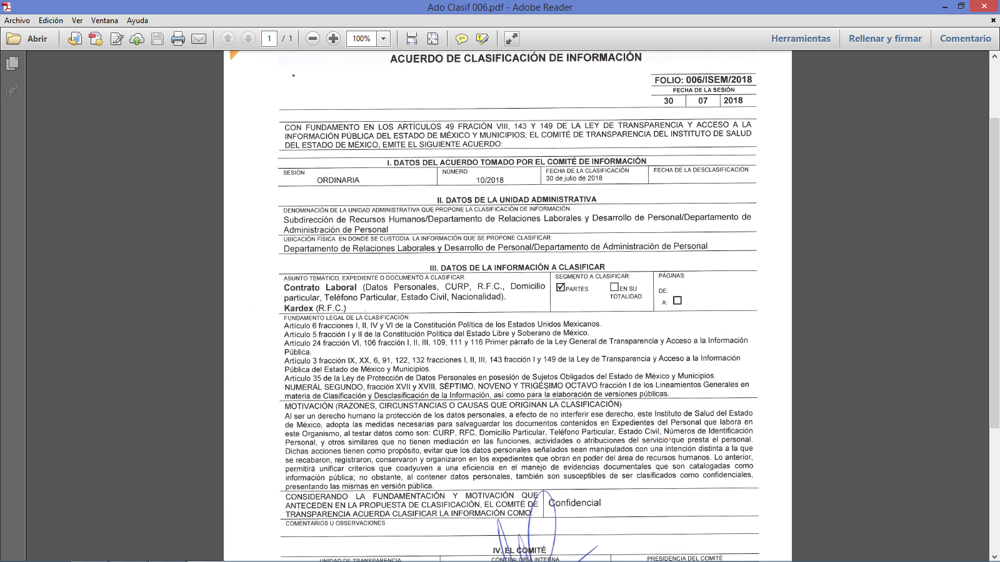 Ado Clasif 006.pdf - Adobe Reader
Archivo Edición Ver Ventana Ayuda
Abrir 1 / 1 100% Herramientas Rellenar y firmar Comentario
ACUERDO DE CLASIFICACIÓN DE INFORMACIÓN
FOLIO: 006/ISEM/2018
FECHA DE LA SESIÓN
30 07 2018
CON FUNDAMENTO EN LOS ARTÍCULOS 49 FRACIÓN VIII, 143 Y 149 DE LA LEY DE TRANSPARENCIA Y ACCESO A LA
INFORMACIÓN PÚBLICA DEL ESTADO DE MÉXICO Y MUNICIPIOS; EL COMITÉ DE TRANSPARENCIA DEL INSTITUTO DE SALUD
DEL ESTADO DE MÉXICO, EMITE EL SIGUIENTE ACUERDO:
I. DATOS DEL ACUERDO TOMADO POR EL COMITÉ DE INFORMACIÓN
SESIÓN NÚMERO FECHA DE LA CLASIFICACIÓN FECHA DE LA DESCLASIFICACIÓN
ORDINARIA 10/2018 30 de julio de 2018
II. DATOS DE LA UNIDAD ADMINISTRATIVA
DENOMINACIÓN DE LA UNIDAD ADMINISTRATIVA QUE PROPONE LA CLASIFICACIÓN DE INFORMACIÓN:
Subdirección de Recursos Humanos/Departamento de Relaciones Laborales y Desarrollo de Personal/Departamento de
Administración de Personal
UBICACIÓN FÍSICA EN DONDE SE CUSTODIA LA INFORMACIÓN QUE SE PROPONE CLASIFICAR:
Departamento de Relaciones Laborales y Desarrollo de Personal/Departamento de Administración de Personal
III. DATOS DE LA INFORMACIÓN A CLASIFICAR
ASUNTO TEMÁTICO, EXPEDIENTE O DOCUMENTO A CLASIFICAR: SEGMENTO A CLASIFICAR: PÁGINAS:
Contrato Laboral (Datos Personales, CURP, R.F.C., Domicilio PARTES EN SU
particular, Teléfono Particular, Estado Civil, Nacionalidad). TOTALIDAD DE:
Kardex (R.F.C.) A:
FUNDAMENTO LEGAL DE LA CLASIFICACIÓN:
Artículo 6 fracciones I, II, IV y VI de la Constitución Política de los Estados Unidos Mexicanos.
Artículo 5 fracción I y II de la Constitución Política del Estado Libre y Soberano de México.
Artículo 24 fracción VI, 106 fracción I, II, III, 109, 111 y 116 Primer párrafo de la Ley General de Transparencia y Acceso a la Información
Pública.
Artículo 3 fracción IX, XX, 6, 91, 122, 132 fracciones I, II, III, 143 fracción I y 149 de la Ley de Transparencia y Acceso a la Información
Pública del Estado de México y Municipios.
Artículo 35 de la Ley de Protección de Datos Personales en posesión de Sujetos Obligados del Estado de México y Municipios.
NUMERAL SEGUNDO, fracción XVII y XVIII, SÉPTIMO, NOVENO Y TRIGÉSIMO OCTAVO fracción I de los Lineamientos Generales en
materia de Clasificación y Desclasificación de la Información, así como para la elaboración de versiones públicas.
MOTIVACIÓN (RAZONES, CIRCUNSTANCIAS O CAUSAS QUE ORIGINAN LA CLASIFICACIÓN)
Al ser un derecho humano la protección de los datos personales, a efecto de no interferir ese derecho, este Instituto de Salud del Estado
de México, adopta las medidas necesarias para salvaguardar los documentos contenidos en Expedientes del Personal que labora en
este Organismo, al testar datos como son: CURP, RFC, Domicilio Particular, Teléfono Particular, Estado Civil, Números de Identificación
Personal, y otros similares que no tienen mediación en las funciones, actividades o atribuciones del servicio que presta el personal.
Dichas acciones tienen como propósito, evitar que los datos personales señalados sean manipulados con una intención distinta a la que
se recabaron, registraron, conservaron y organizaron en los expedientes que obran en poder del área de recursos humanos. Lo anterior,
permitirá unificar criterios que coadyuven a una eficiencia en el manejo de evidencias documentales que son catalogadas como
información pública; no obstante, al contener datos personales, también son susceptibles de ser clasificados como confidenciales,
presentando las mismas en versión pública.
CONSIDERANDO LA FUNDAMENTACIÓN Y MOTIVACIÓN QUE
ANTECEDEN EN LA PROPUESTA DE CLASIFICACIÓN, EL COMITÉ DE Confidencial
TRANSPARENCIA ACUERDA CLASIFICAR LA INFORMACIÓN COMO:
COMENTARIOS U OBSERVACIONES
IV. EL COMITÉ
UNIDAD DE TRANSPARENCIA CONTRALORIA INTERNA PRESIDENCIA DEL COMITÉ